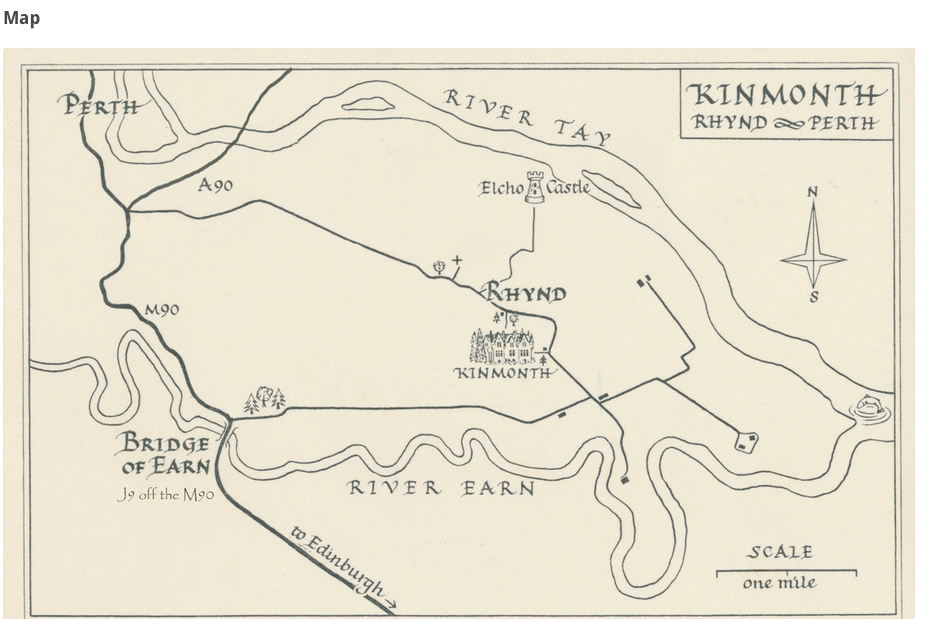 Map
KINMONTH
RHYND PERTH
PERTH
RIVER TAY
A90
Elcho Castle
N
S
RHYND
M90
KINMONTH
BRIDGE
OF EARN
J9 off the M90
RIVER EARN
to Edinburgh
SCALE
one mile